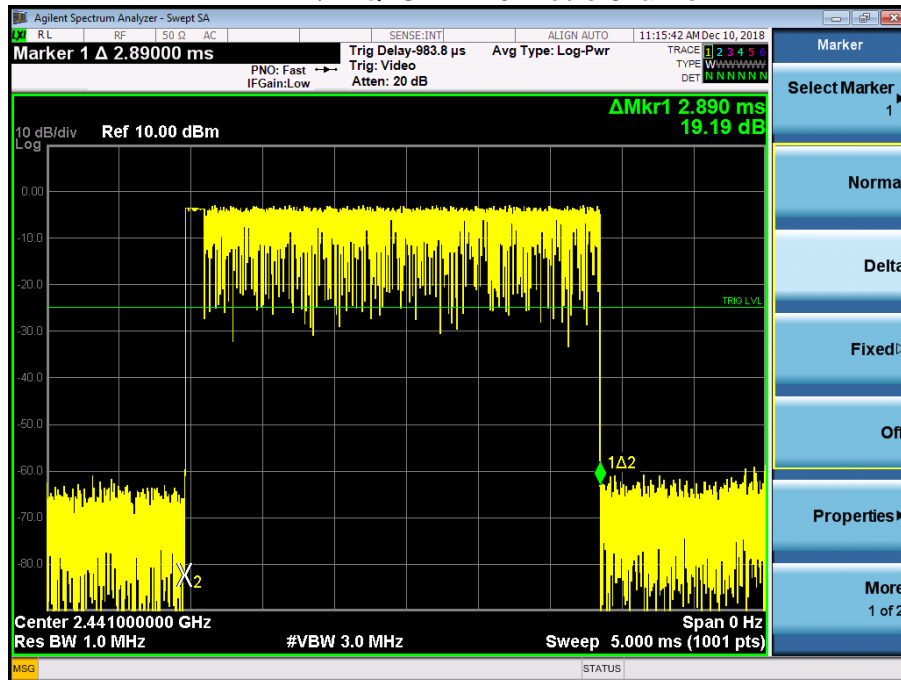 Agilent Spectrum Analyzer - Swept SA
LXI RL RF 50 Ω AC SENSE:INT ALIGN AUTO 11:15:42 AM Dec 10, 2018
Marker 1 Δ 2.89000 ms
PNO: Fast
IFGain:Low
Trig Delay-983.8 µs
Trig: Video
Atten: 20 dB
Avg Type: Log-Pwr
TRACE 1 2 3 4 5 6
TYPE WWWWWW
DET N N N N N N
ΔMkr1 2.890 ms
19.19 dB
10 dB/div Ref 10.00 dBm
Log
0.00
-10.0
-20.0
TRIG LVL
-30.0
-40.0
-50.0
-60.0
1Δ2
-70.0
-80.0
X2
Center 2.441000000 GHz Span 0 Hz
Res BW 1.0 MHz #VBW 3.0 MHz Sweep 5.000 ms (1001 pts)
MSG STATUS
Marker
Select Marker
1
Norma
Delta
Fixed
Off
Properties
More
1 of 2